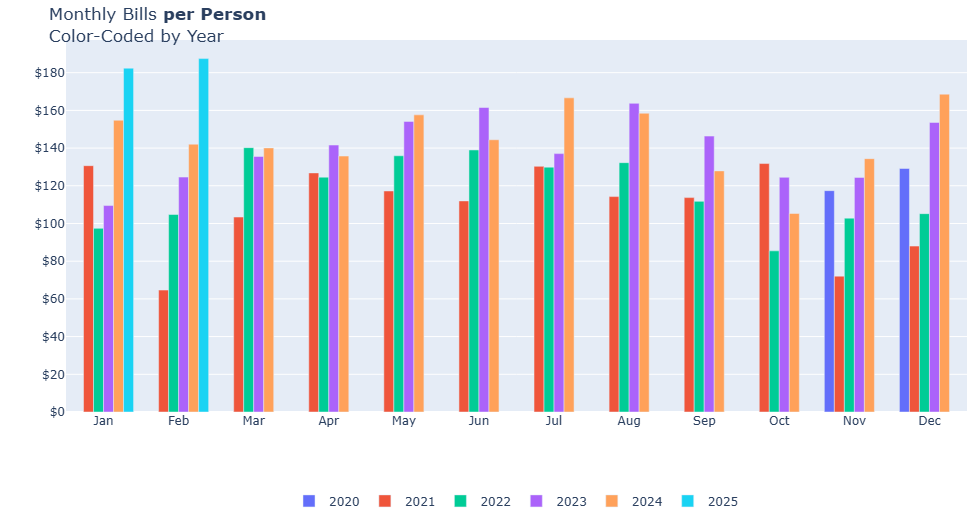 Monthly Bills per Person
Color-Coded by Year
$180
$160
$140
$120
$100
$80
$60
$40
$20
$0
Jan Feb Mar Apr May Jun Jul Aug Sep Oct Nov Dec
2020 2021 2022 2023 2024 2025